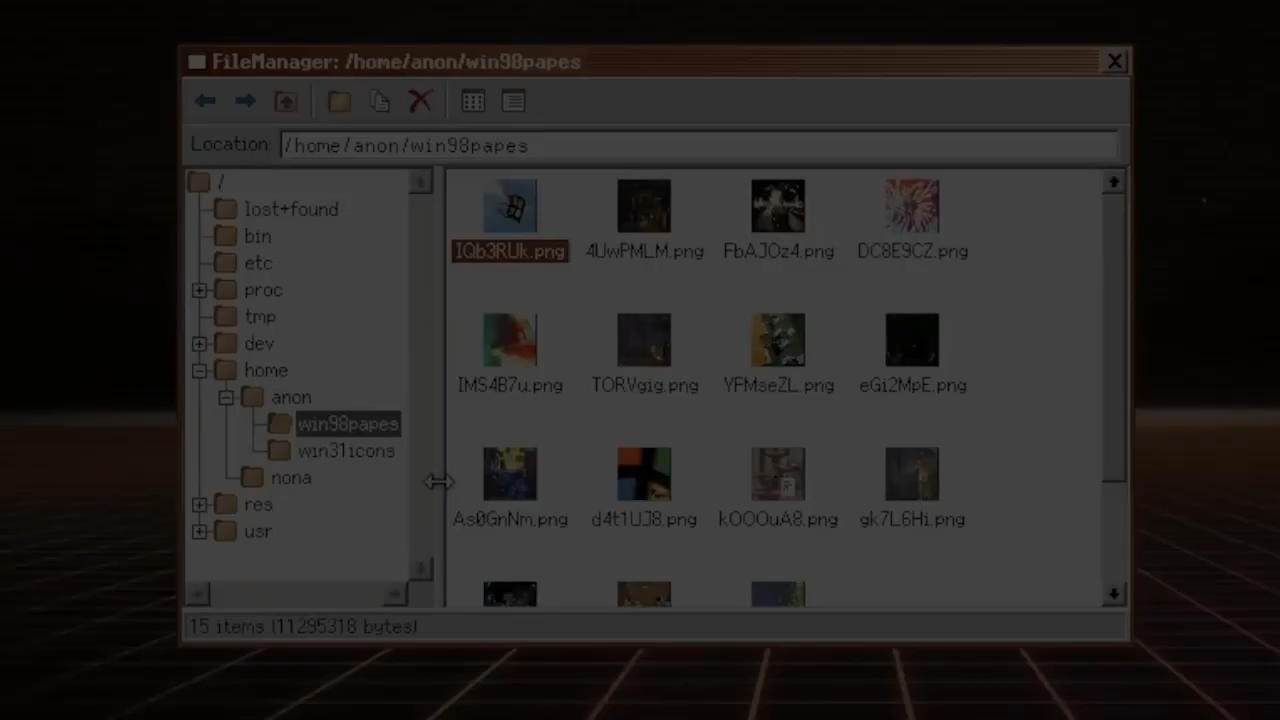 FileManager: /home/anon/win98papes
Location: /home/anon/win98papes
/
lost+found
bin
etc
proc
tmp
dev
home
anon
win98papes
win31icons
nona
res
usr
IQb3RUk.png 4UwPMLM.png FbAJOz4.png DC8E9CZ.png
IMS4B7u.png TORVgig.png YFMseZL.png eGi2MpE.png
As0GnNm.png d4t1UJ8.png kOOOuA8.png gk7L6Hi.png
15 items (11295318 bytes)